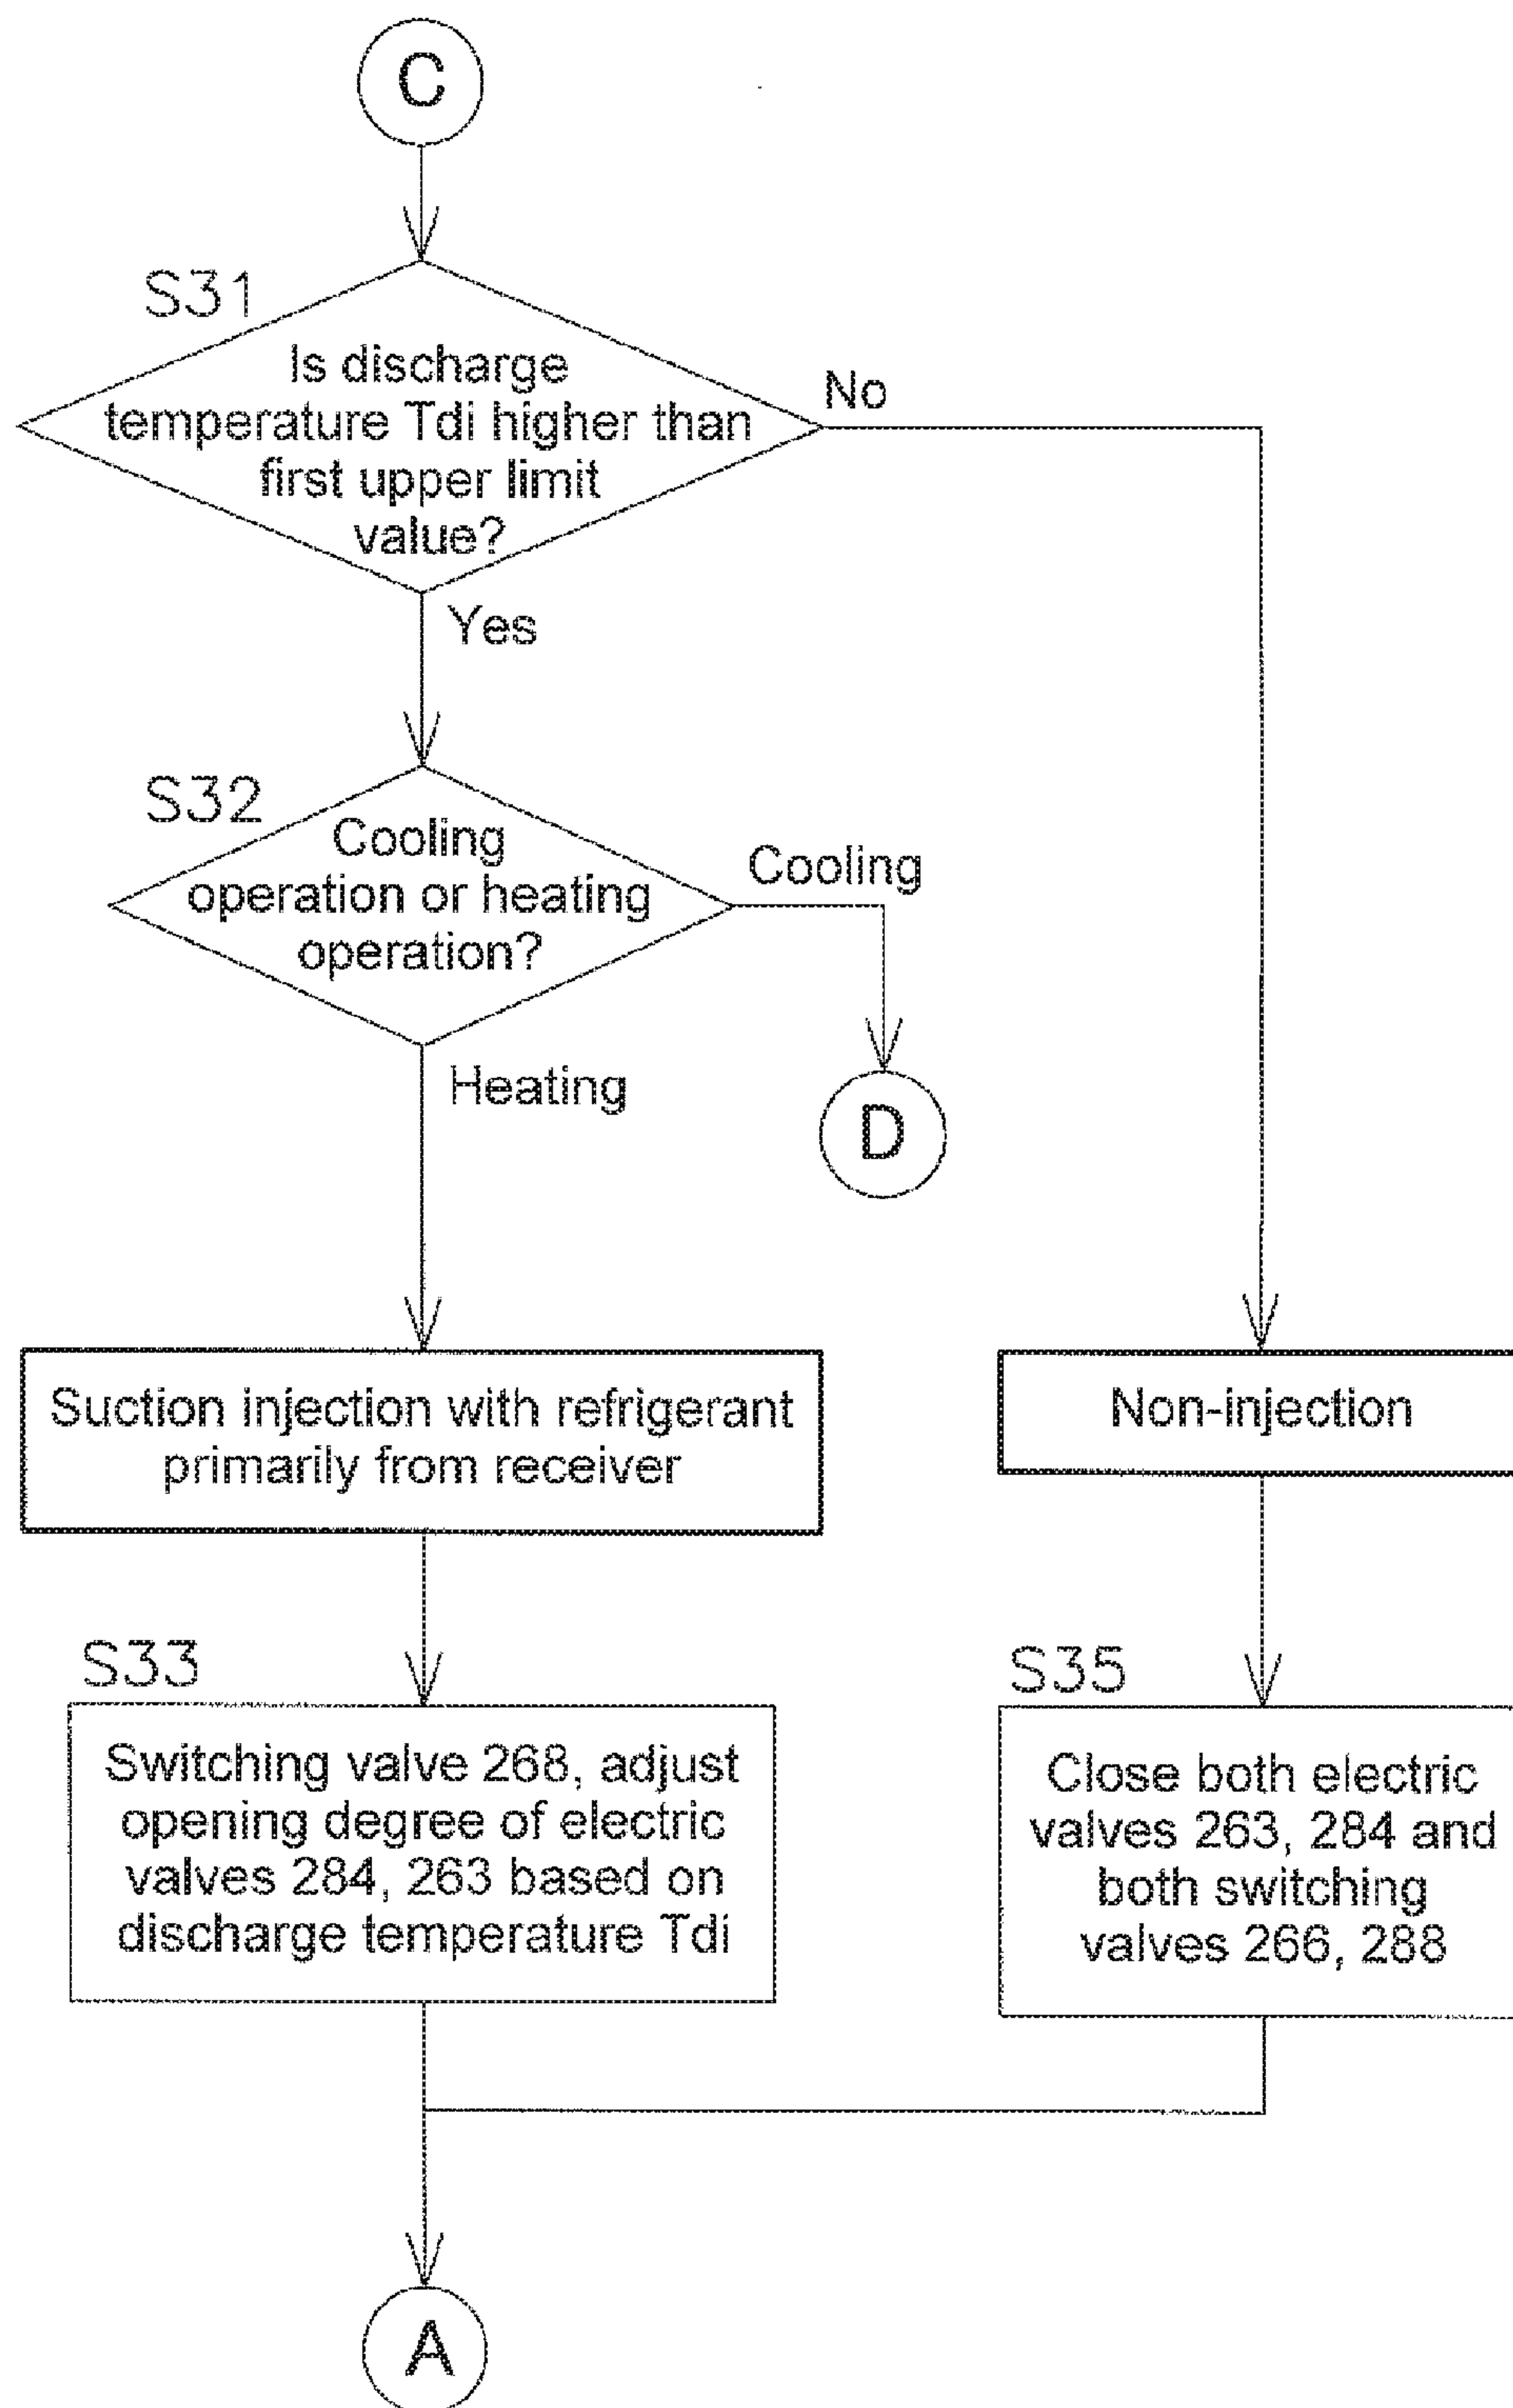 C
S31
Is discharge
temperature Tdi higher than
first upper limit
value?
No
Yes
S32
Cooling
operation or heating
operation?
Cooling
Heating
D
Suction injection with refrigerant
primarily from receiver
Non-injection
S33
Switching valve 268, adjust
opening degree of electric
valves 284, 263 based on
discharge temperature Tdi
S35
Close both electric
valves 263, 284 and
both switching
valves 266, 288
A